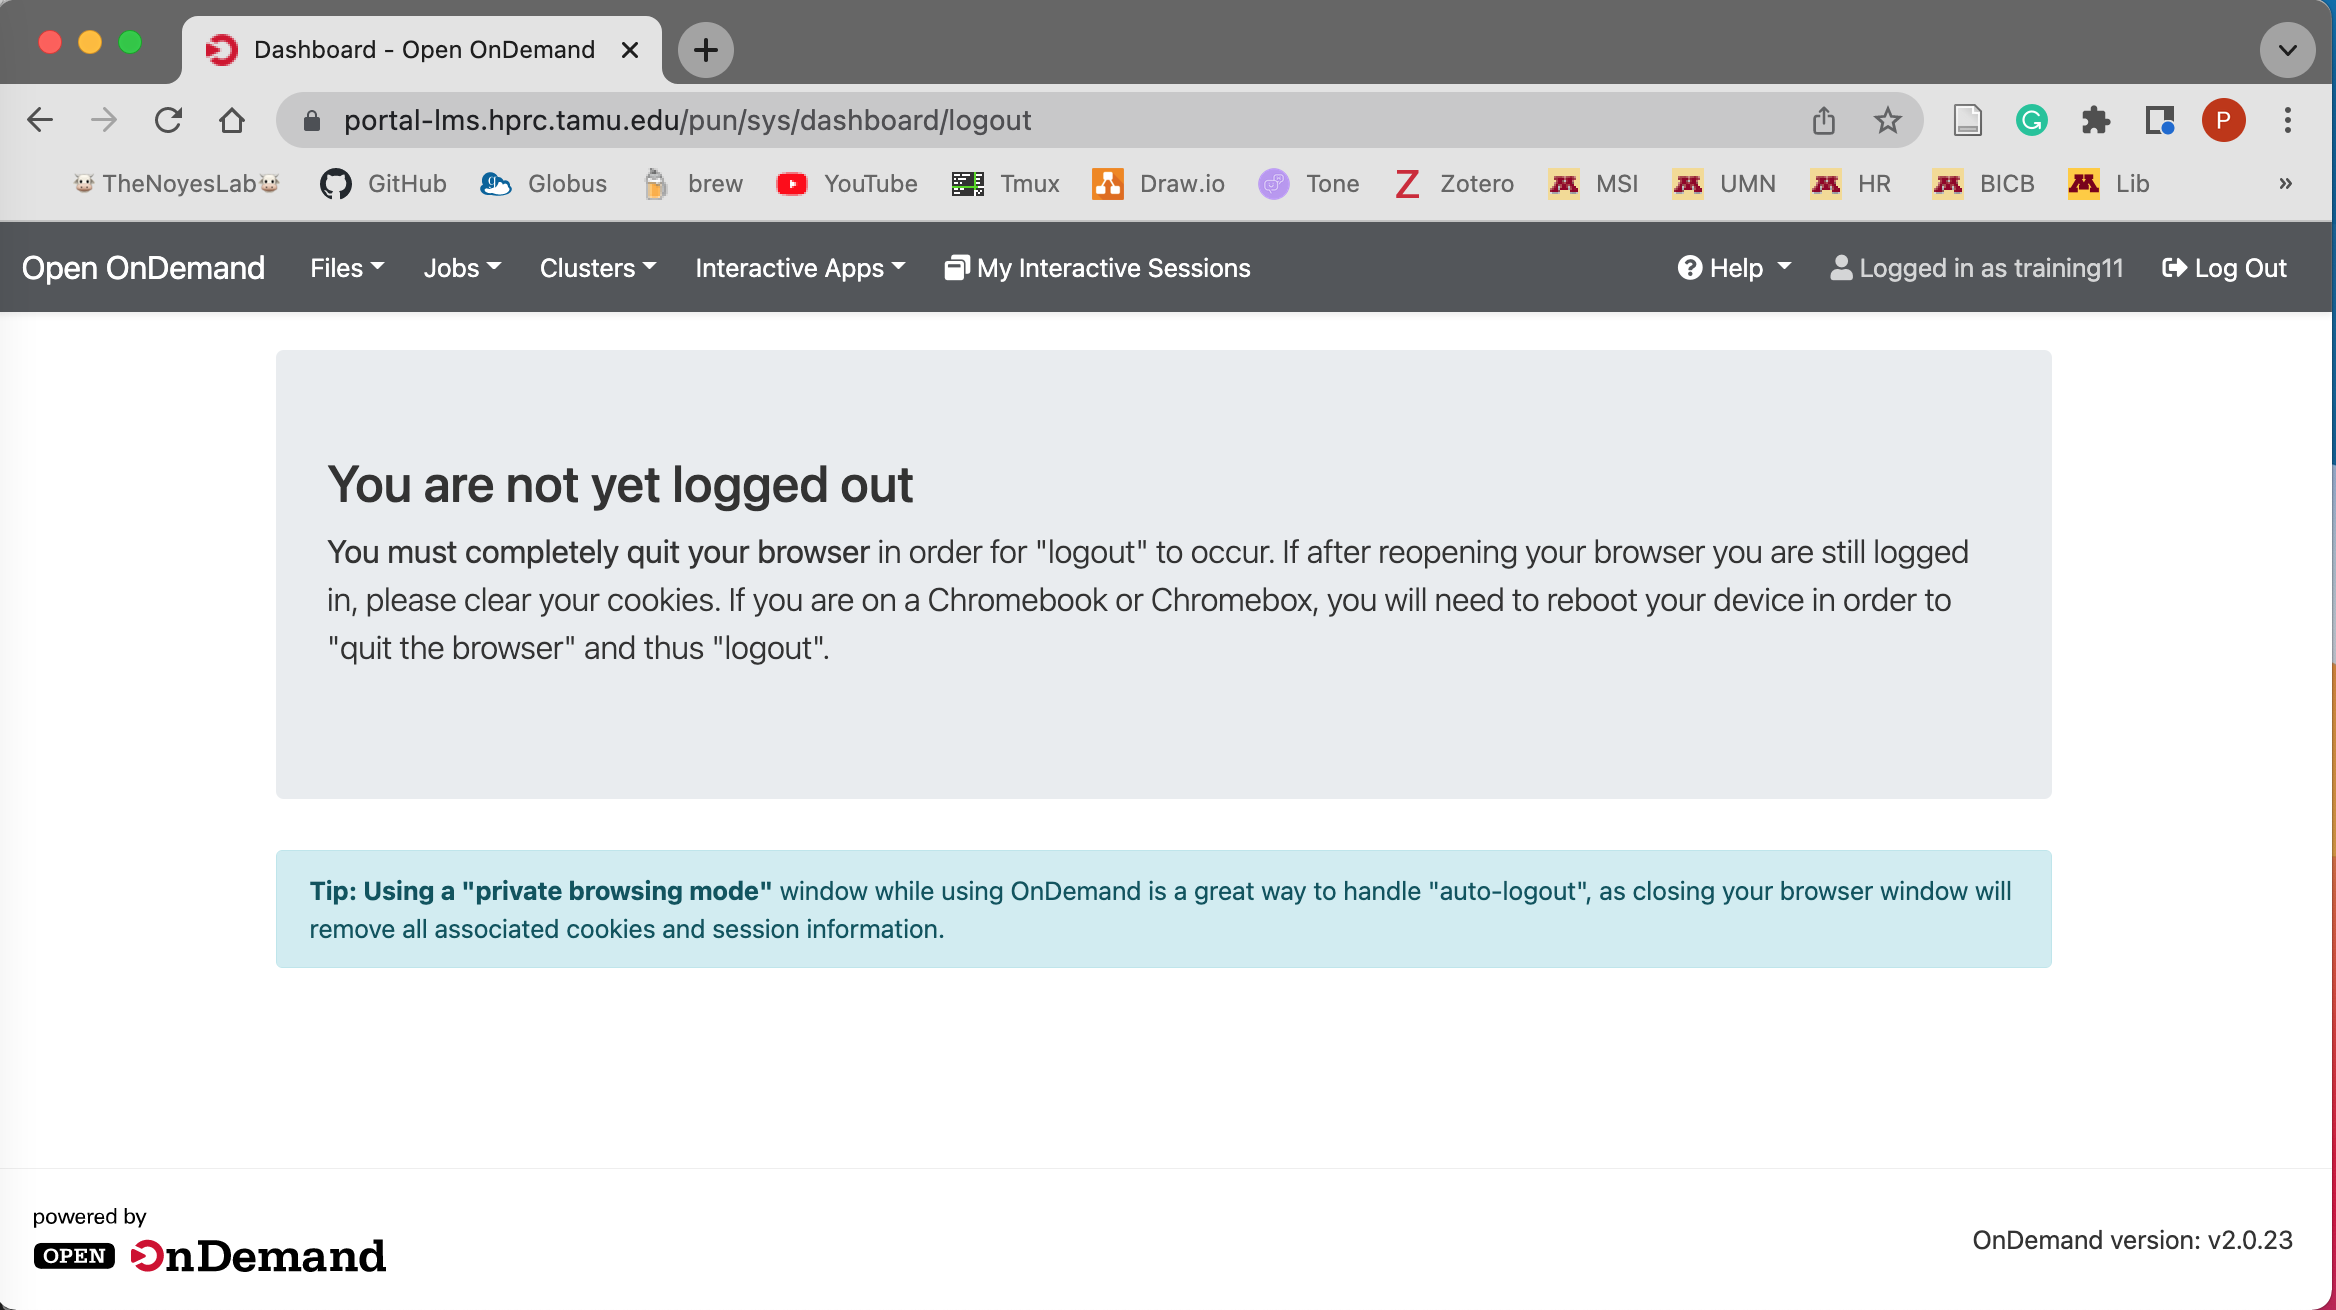 Dashboard - Open OnDemand
portal-lms.hprc.tamu.edu/pun/sys/dashboard/logout
P
TheNoyesLab GitHub Globus brew YouTube Tmux Draw.io Tone Zotero MSI UMN HR BICB Lib »
Open OnDemand Files Jobs Clusters Interactive Apps My Interactive Sessions Help Logged in as training11 Log Out
You are not yet logged out
You must completely quit your browser in order for "logout" to occur. If after reopening your browser you are still logged
in, please clear your cookies. If you are on a Chromebook or Chromebox, you will need to reboot your device in order to
"quit the browser" and thus "logout".
Tip: Using a "private browsing mode" window while using OnDemand is a great way to handle "auto-logout", as closing your browser window will
remove all associated cookies and session information.
powered by
OPEN OnDemand
OnDemand version: v2.0.23